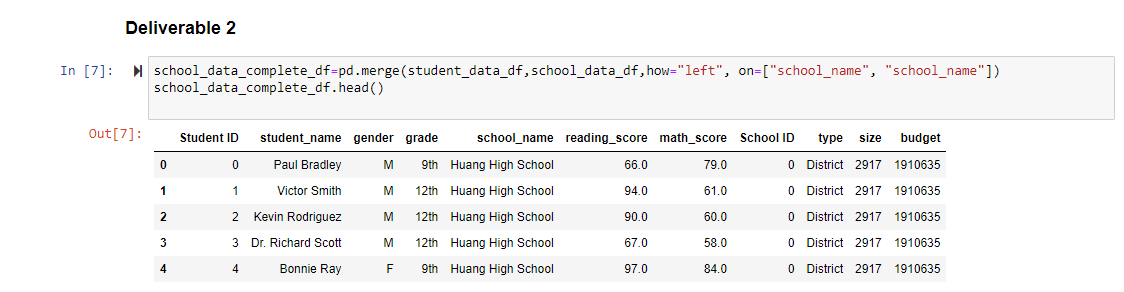 Deliverable 2
In [7]: school_data_complete_df=pd.merge(student_data_df,school_data_df,how="left", on=["school_name", "school_name"])
school_data_complete_df.head()
Out[7]:
Student ID student_name gender grade school_name reading_score math_score School ID type size budget
0 0 Paul Bradley M 9th Huang High School 66.0 79.0 0 District 2917 1910635
1 1 Victor Smith M 12th Huang High School 94.0 61.0 0 District 2917 1910635
2 2 Kevin Rodriguez M 12th Huang High School 90.0 60.0 0 District 2917 1910635
3 3 Dr. Richard Scott M 12th Huang High School 67.0 58.0 0 District 2917 1910635
4 4 Bonnie Ray F 9th Huang High School 97.0 84.0 0 District 2917 1910635